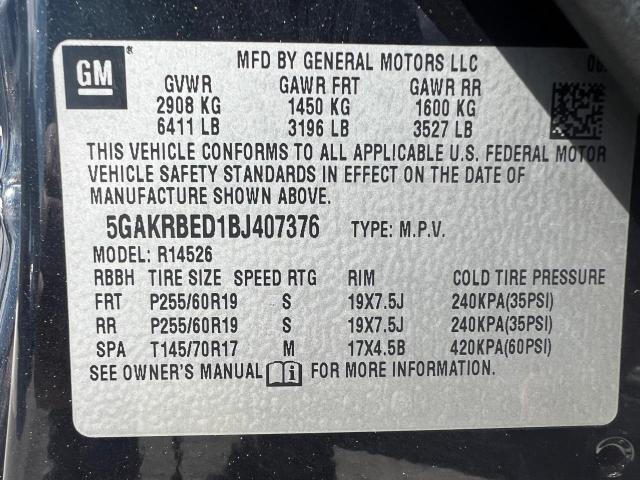 GM
MFD BY GENERAL MOTORS LLC
GVWR GAWR FRT GAWR RR
2908 KG 1450 KG 1600 KG
6411 LB 3196 LB 3527 LB
THIS VEHICLE CONFORMS TO ALL APPLICABLE U.S. FEDERAL MOTOR
VEHICLE SAFETY STANDARDS IN EFFECT ON THE DATE OF
MANUFACTURE SHOWN ABOVE.
5GAKRBED1BJ407376 TYPE: M.P.V.
MODEL: R14526
RBBH TIRE SIZE SPEED RTG RIM COLD TIRE PRESSURE
FRT P255/60R19 S 19X7.5J 240KPA(35PSI)
RR P255/60R19 S 19X7.5J 240KPA(35PSI)
SPA T145/70R17 M 17X4.5B 420KPA(60PSI)
SEE OWNER'S MANUAL i FOR MORE INFORMATION.